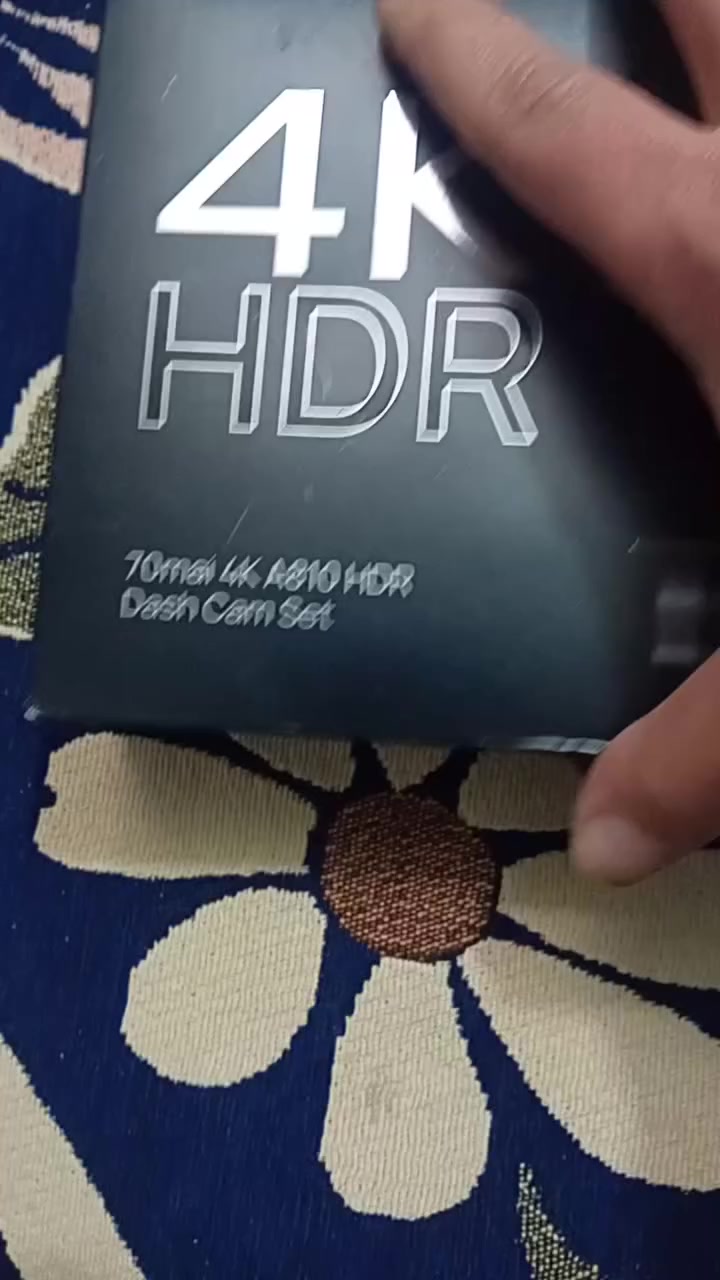 4K
HDR
70mai 4K A810 HDR
Dash Cam Set